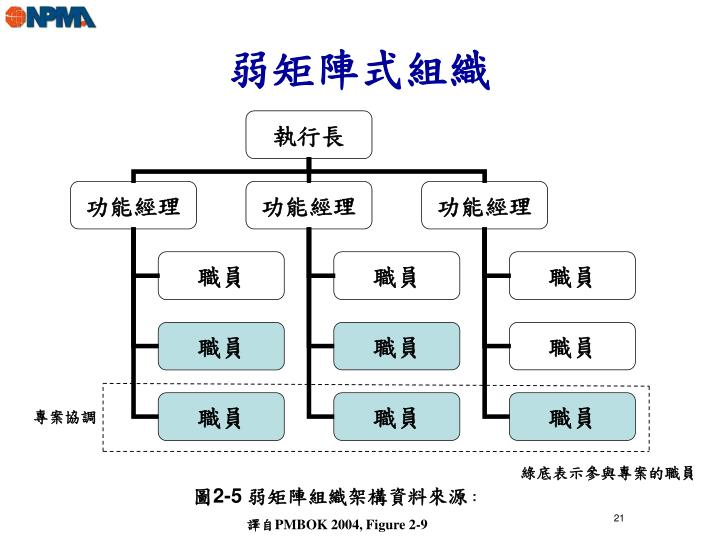 NPMA
弱矩陣式組織
執行長
功能經理 功能經理 功能經理
職員 職員 職員
職員 職員 職員
專案協調 職員 職員 職員
綠底表示參與專案的職員
圖2-5 弱矩陣組織架構資料來源：
譯自PMBOK 2004, Figure 2-9
21